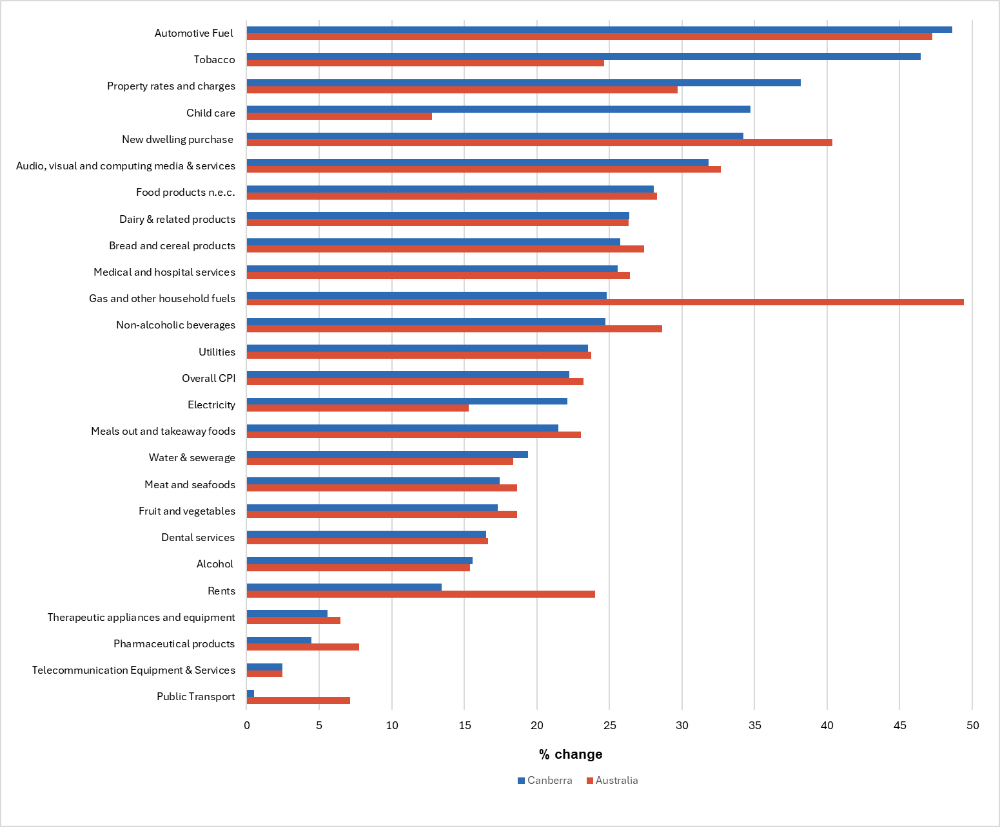 Automotive Fuel
Tobacco
Property rates and charges
Child care
New dwelling purchase
Audio, visual and computing media & services
Food products n.e.c.
Dairy & related products
Bread and cereal products
Medical and hospital services
Gas and other household fuels
Non-alcoholic beverages
Utilities
Overall CPI
Electricity
Meals out and takeaway foods
Water & sewerage
Meat and seafoods
Fruit and vegetables
Dental services
Alcohol
Rents
Therapeutic appliances and equipment
Pharmaceutical products
Telecommunication Equipment & Services
Public Transport
0 5 10 15 20 25 30 35 40 45 50
% change
Canberra Australia